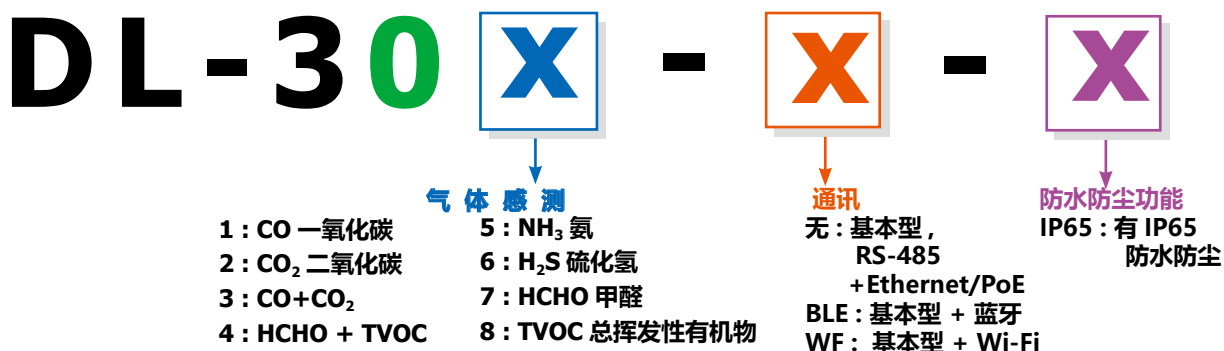 DL-30 X - X - X
气体感测
1 : CO 一氧化碳
2 : CO₂ 二氧化碳
3 : CO+CO₂
4 : HCHO + TVOC
5 : NH₃ 氨
6 : H₂S 硫化氢
7 : HCHO 甲醛
8 : TVOC 总挥发性有机物
通讯
无 : 基本型 ,
RS-485
+Ethernet/PoE
BLE : 基本型 + 蓝牙
WF : 基本型 + Wi-Fi
防水防尘功能
IP65 : 有 IP65
防水防尘